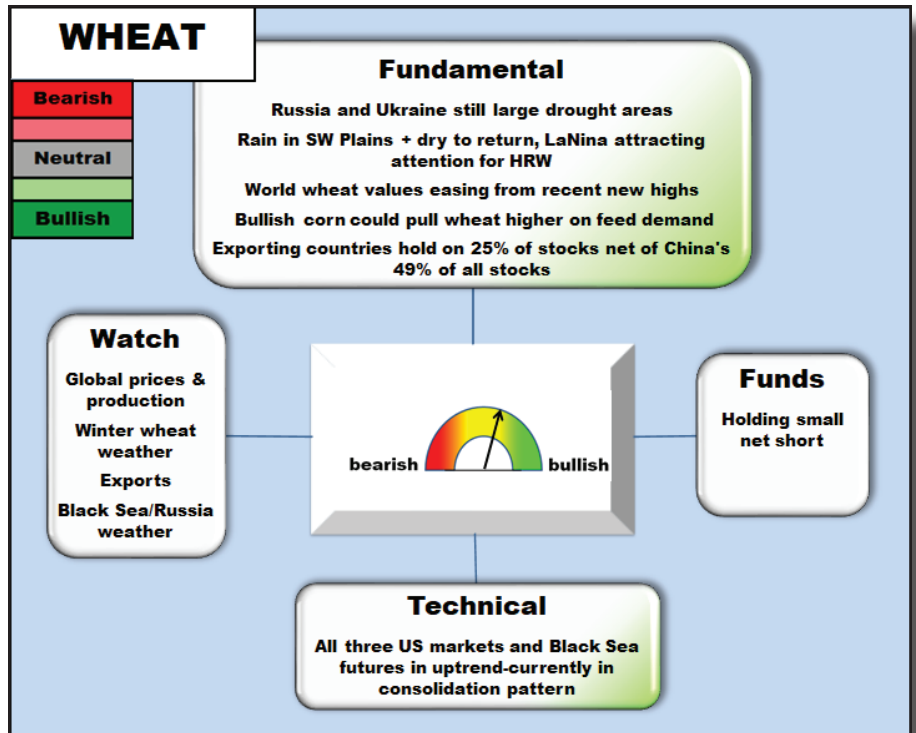 WHEAT
Bearish
Neutral
Bullish
Fundamental
Russia and Ukraine still large drought areas
Rain in SW Plains + dry to return, LaNina attracting
attention for HRW
World wheat values easing from recent new highs
Bullish corn could pull wheat higher on feed demand
Exporting countries hold on 25% of stocks net of China's
49% of all stocks
Watch
Global prices &
production
Winter wheat
weather
Exports
Black Sea/Russia
weather
bearish
bullish
Funds
Holding small
net short
Technical
All three US markets and Black Sea
futures in uptrend-currently in
consolidation pattern